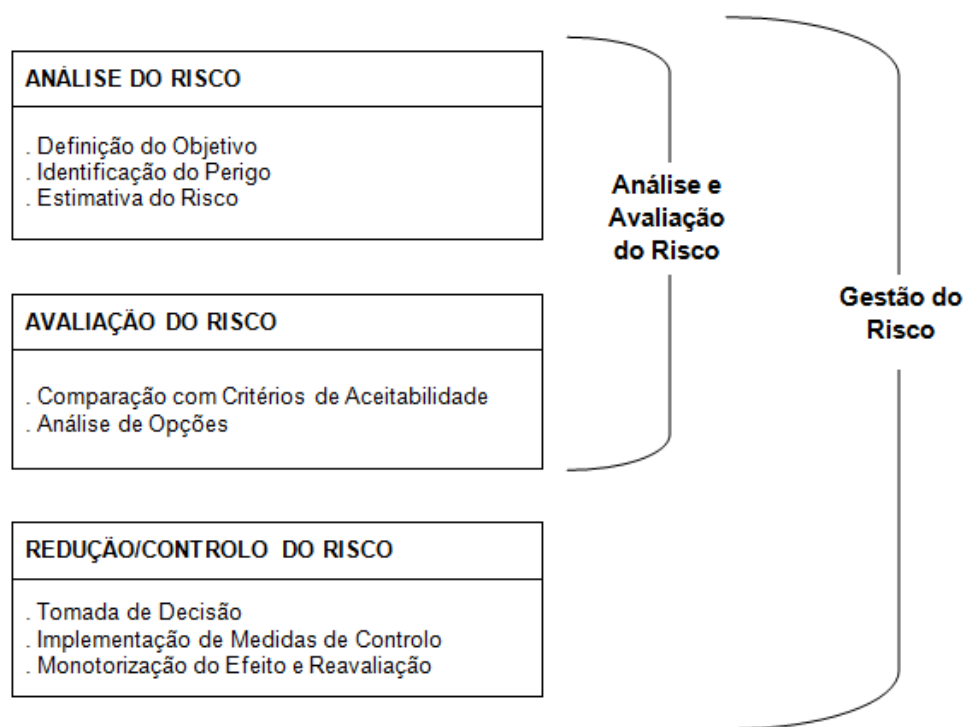 ANÁLISE DO RISCO
. Definição do Objetivo
. Identificação do Perigo
. Estimativa do Risco
AVALIAÇÃO DO RISCO
. Comparação com Critérios de Aceitabilidade
. Análise de Opções
REDUÇÃO/CONTROLO DO RISCO
. Tomada de Decisão
. Implementação de Medidas de Controlo
. Monotorização do Efeito e Reavaliação
Análise e
Avaliação
do Risco
Gestão do
Risco